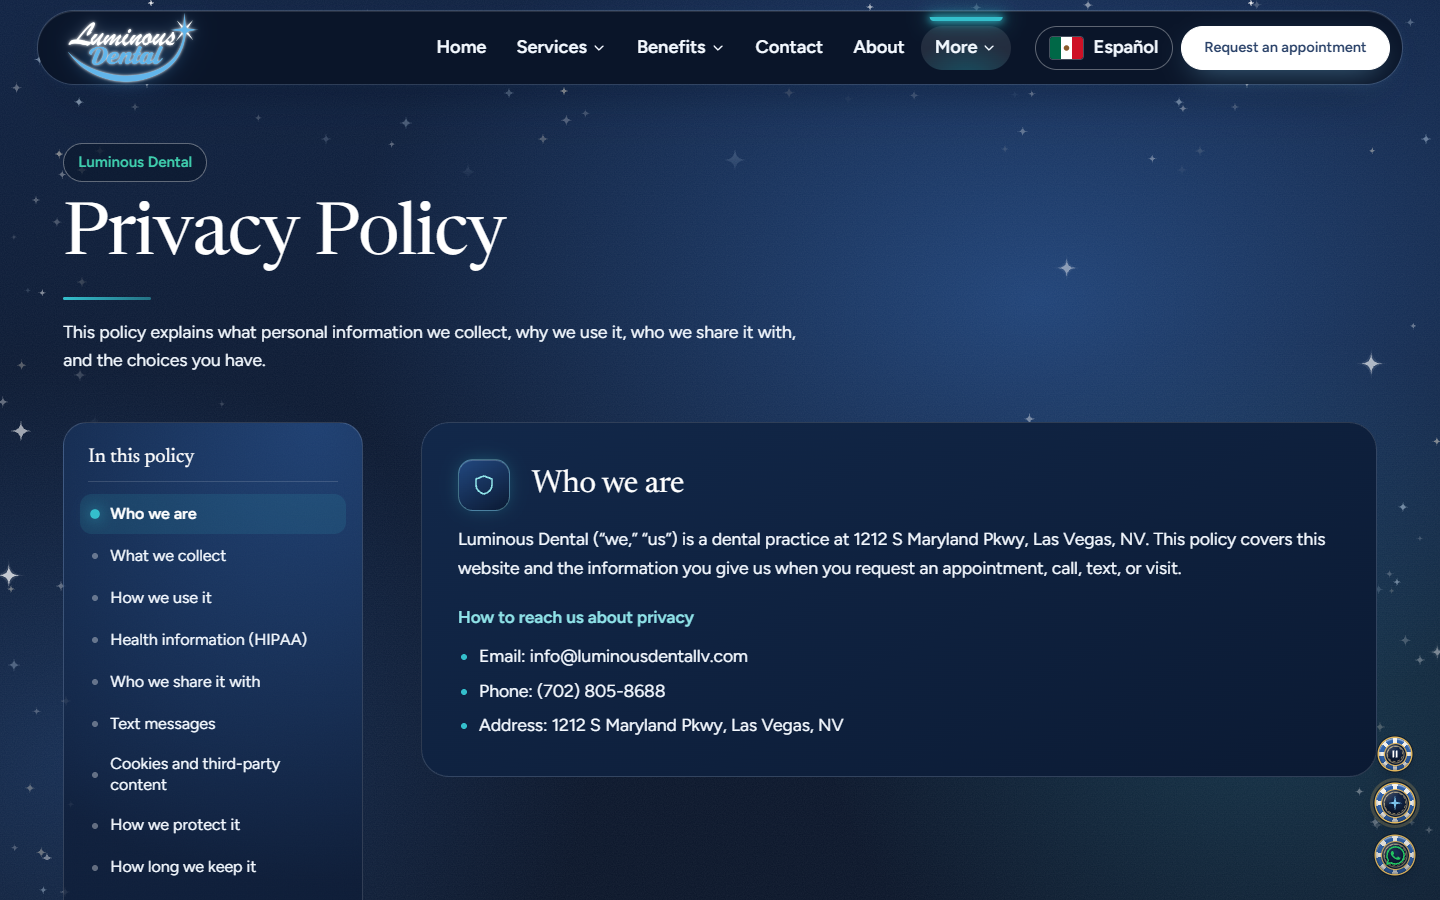 Luminous
Dental
Home
Services
Benefits
Contact
About
More
Español
Request an appointment
Luminous Dental
Privacy Policy
This policy explains what personal information we collect, why we use it, who we share it with,
and the choices you have.
In this policy
Who we are
What we collect
How we use it
Health information (HIPAA)
Who we share it with
Text messages
Cookies and third-party
content
How we protect it
How long we keep it
Who we are
Luminous Dental (“we,” “us”) is a dental practice at 1212 S Maryland Pkwy, Las Vegas, NV. This policy covers this
website and the information you give us when you request an appointment, call, text, or visit.
How to reach us about privacy
Email: info@luminousdentallv.com
Phone: (702) 805-8688
Address: 1212 S Maryland Pkwy, Las Vegas, NV